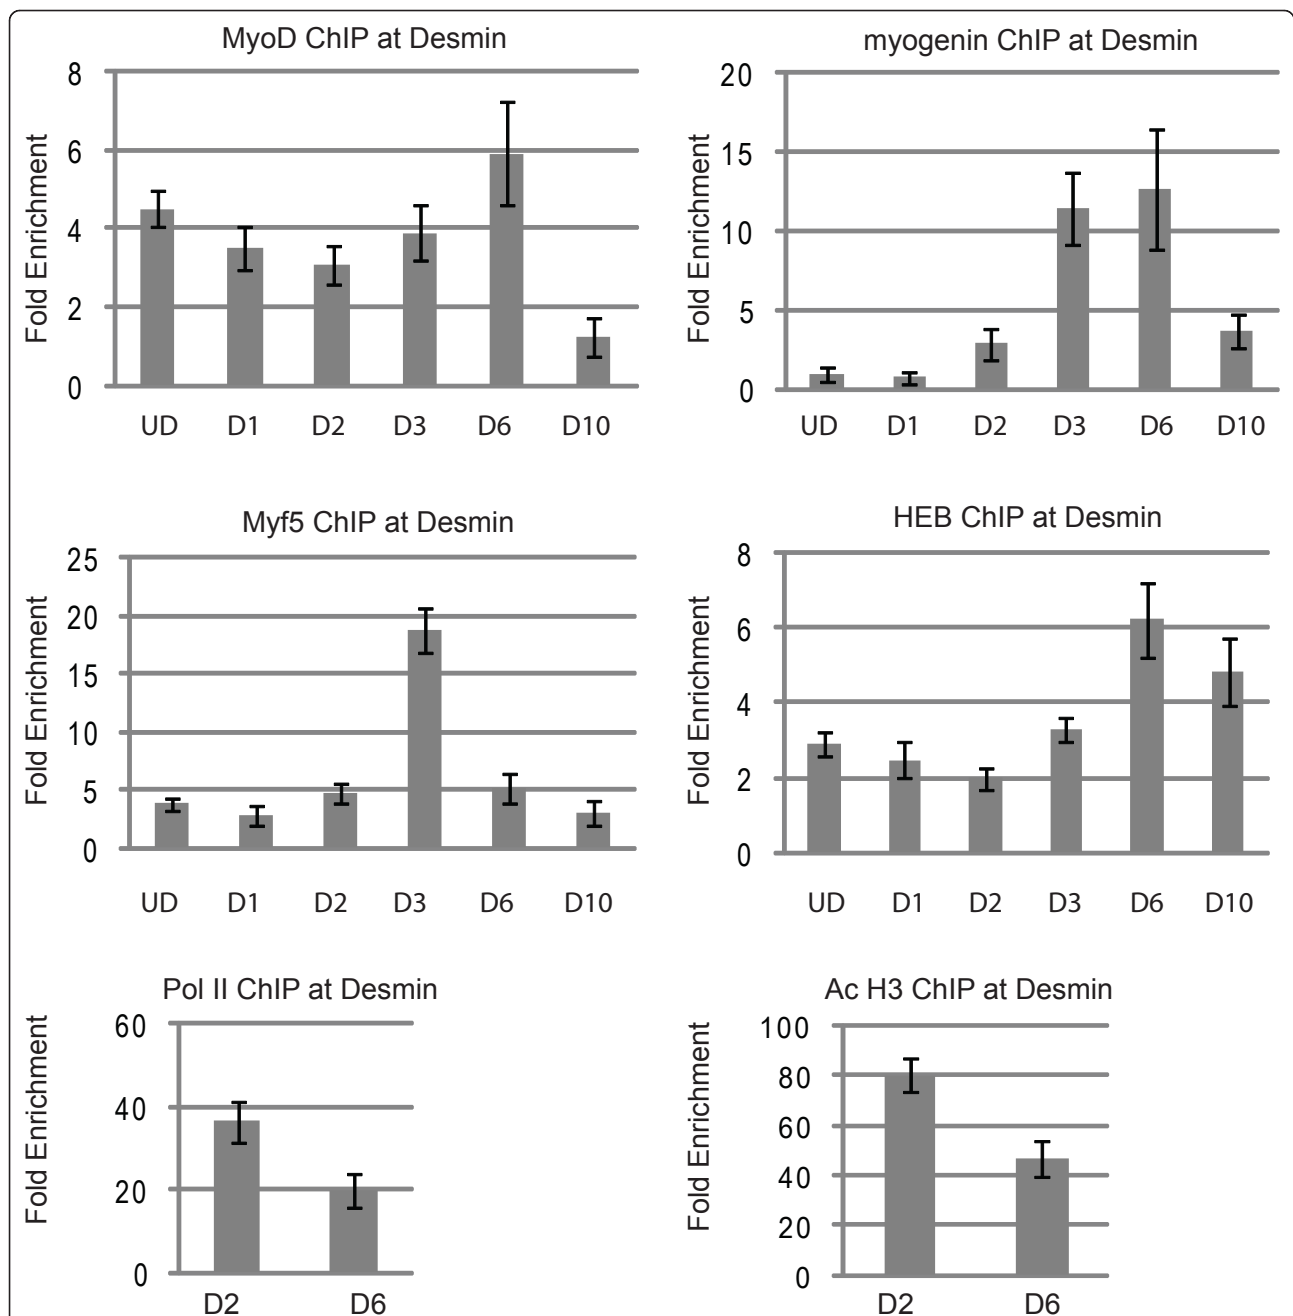 MyoD ChIP at Desmin
Fold Enrichment
8
6
4
2
0
UD D1 D2 D3 D6 D10
myogenin ChIP at Desmin
Fold Enrichment
20
15
10
5
0
UD D1 D2 D3 D6 D10
Myf5 ChIP at Desmin
Fold Enrichment
25
20
15
10
5
0
UD D1 D2 D3 D6 D10
HEB ChIP at Desmin
Fold Enrichment
8
6
4
2
0
UD D1 D2 D3 D6 D10
Pol II ChIP at Desmin
Fold Enrichment
60
40
20
0
D2 D6
Ac H3 ChIP at Desmin
Fold Enrichment
100
80
60
40
20
0
D2 D6